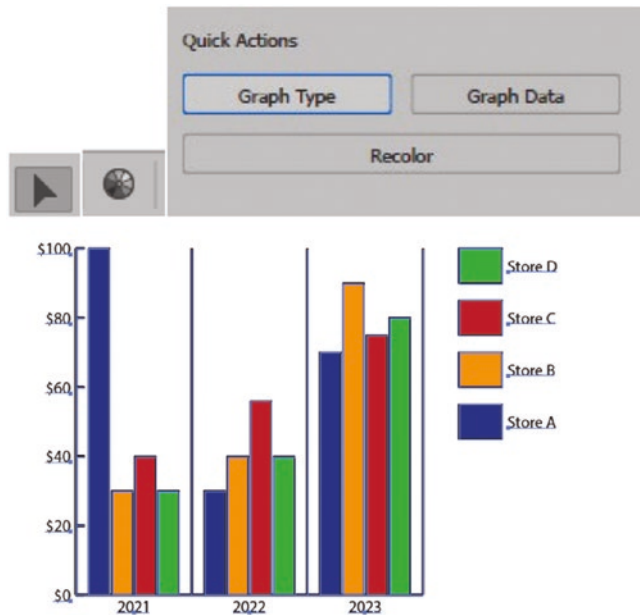 Quick Actions
Graph Type
Graph Data
Recolor
$100
$80
$60
$40
$20
$0
2021
2022
2023
Store D
Store C
Store B
Store A